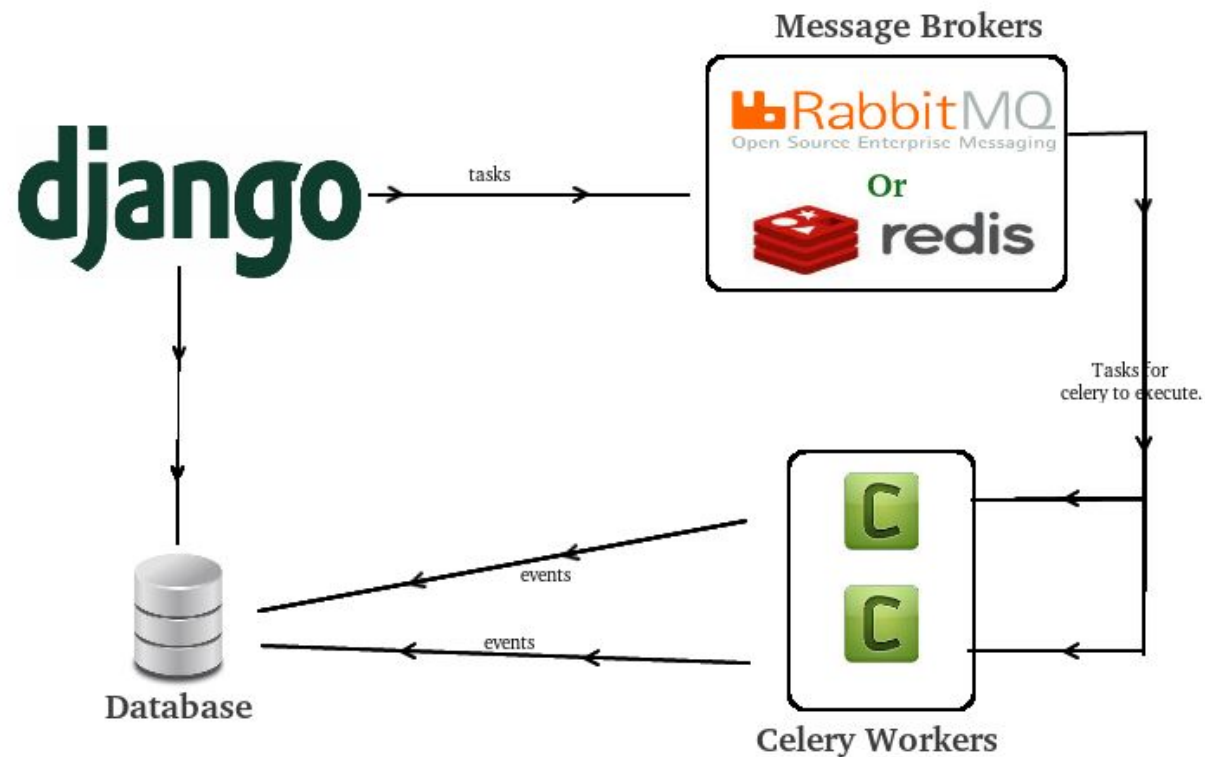 Message Brokers
RabbitMQ
Open Source Enterprise Messaging
django
tasks
Or
redis
Tasks for
celery to execute.
C
events
C
events
Database
Celery Workers